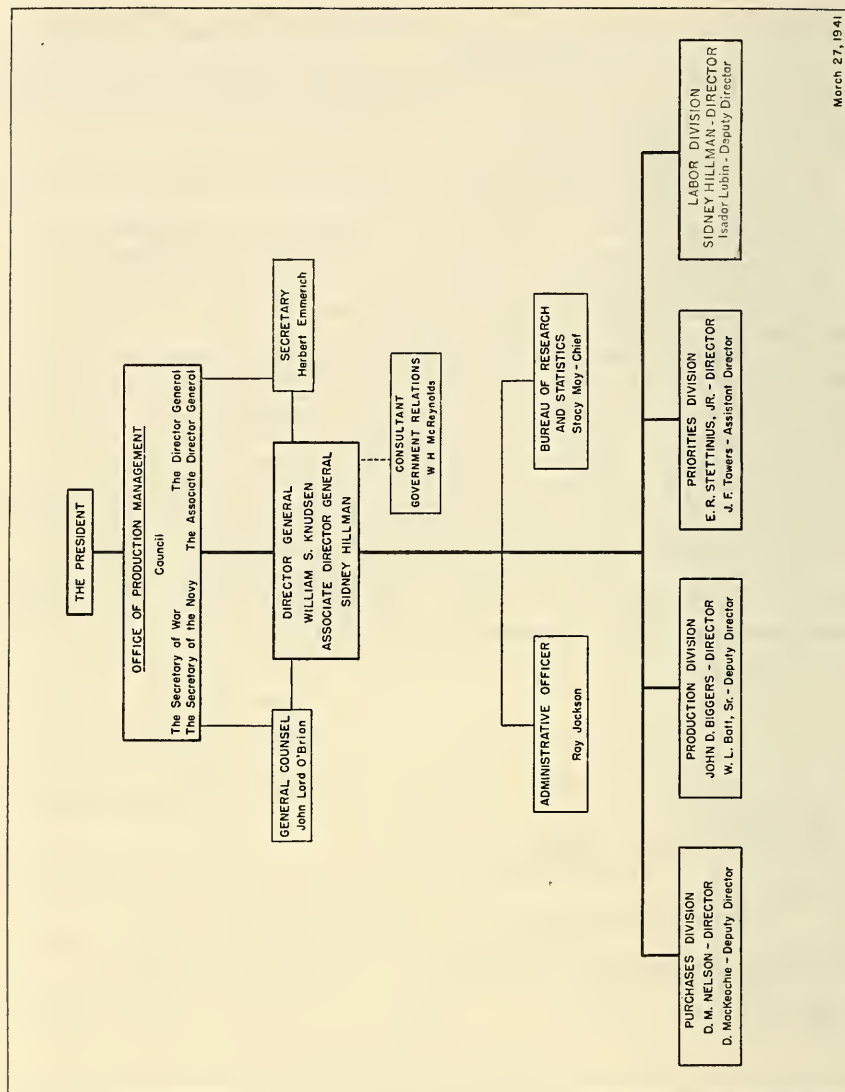 THE PRESIDENT
OFFICE OF PRODUCTION MANAGEMENT
Council
The Secretary of War The Director General
The Secretary of the Navy The Associate Director General
GENERAL COUNSEL
John Lord O'Brian
SECRETARY
Herbert Emmerich
DIRECTOR GENERAL
WILLIAM S. KNUDSEN
ASSOCIATE DIRECTOR GENERAL
SIDNEY HILLMAN
CONSULTANT
GOVERNMENT RELATIONS
W H McReynolds
ADMINISTRATIVE OFFICER
Ray Jackson
BUREAU OF RESEARCH
AND STATISTICS
Stacy May - Chief
PURCHASES DIVISION
D. M. NELSON - DIRECTOR
D. MacKeachie - Deputy Director
PRODUCTION DIVISION
JOHN D. BIGGERS - DIRECTOR
W. L. Batt, Sr. - Deputy Director
PRIORITIES DIVISION
E. R. STETTINIUS, JR. - DIRECTOR
J. F. Towers - Assistant Director
LABOR DIVISION
SIDNEY HILLMAN - DIRECTOR
Isador Lubin - Deputy Director
March 27, 1941